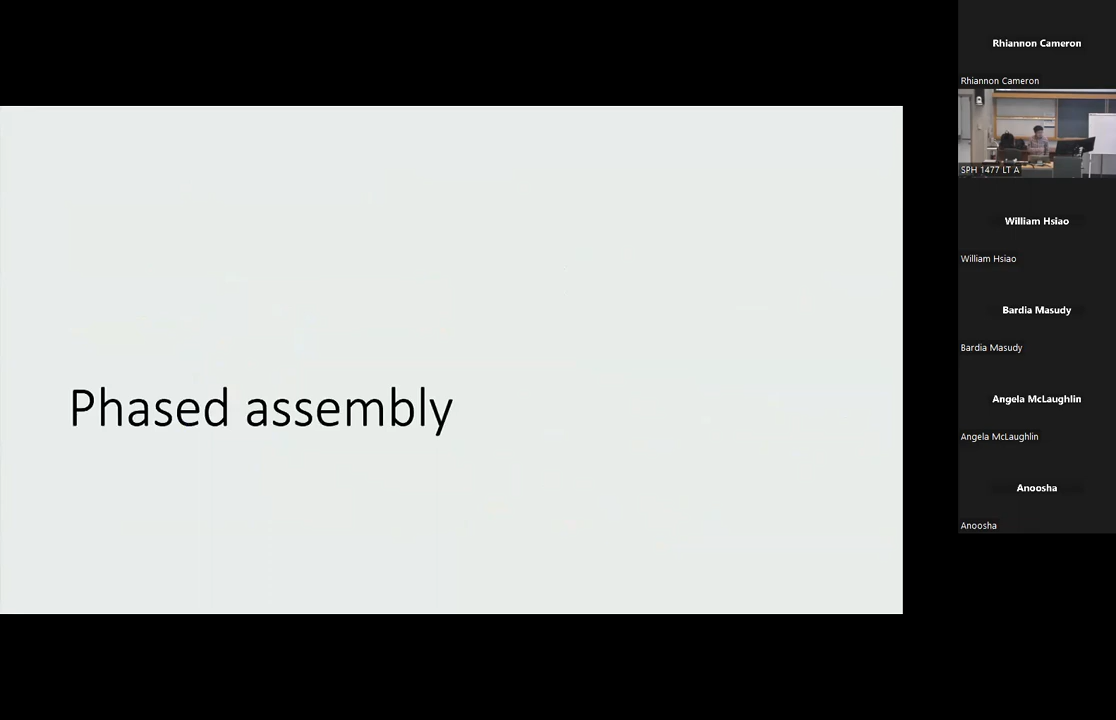 Phased assembly
Rhiannon Cameron
Rhiannon Cameron
SPH 1477 LT A
William Hsiao
William Hsiao
Bardia Masudy
Bardia Masudy
Angela McLaughlin
Angela McLaughlin
Anoosha
Anoosha